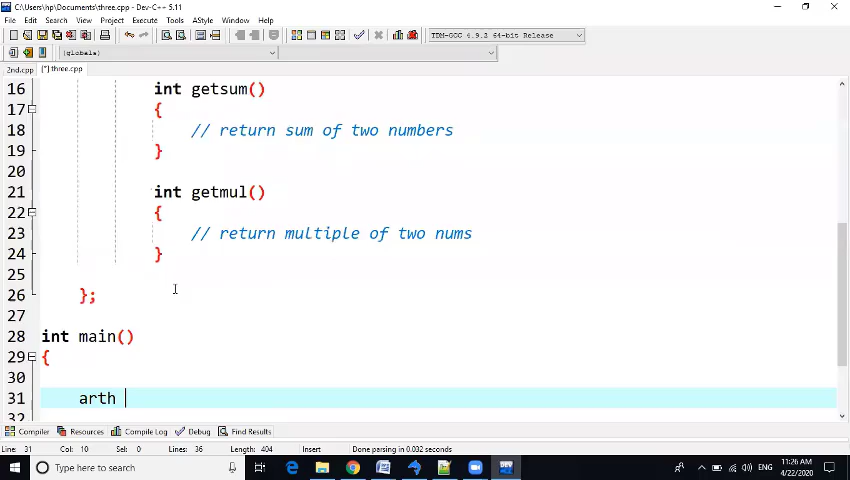 C:\Users\hp\Documents\three.cpp - Dev-C++ 5.11
File Edit Search View Project Execute Tools AStyle Window Help
TDM-GCC 4.9.2 64-bit Release
(globals)
2nd.cpp [*] three.cpp
16 int getsum()
17 {
18 // return sum of two numbers
19 }
20
21 int getmul()
22 {
23 // return multiple of two nums
24 }
25
26 };
27
28 int main()
29 {
30
31 arth
32
Compiler Resources Compile Log Debug Find Results
Line: 31 Col: 10 Sel: 0 Lines: 36 Length: 404 Insert Done parsing in 0.032 seconds
Type here to search
ENG
11:26 AM
4/22/2020